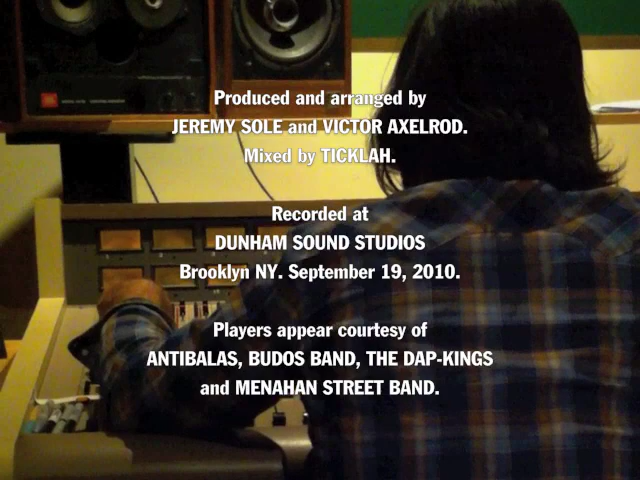 Produced and arranged by
JEREMY SOLE and VICTOR AXELROD.
Mixed by TICKLAH.
Recorded at
DUNHAM SOUND STUDIOS
Brooklyn NY. September 19, 2010.
Players appear courtesy of
ANTIBALAS, BUDOS BAND, THE DAP-KINGS
and MENAHAN STREET BAND.
JBL